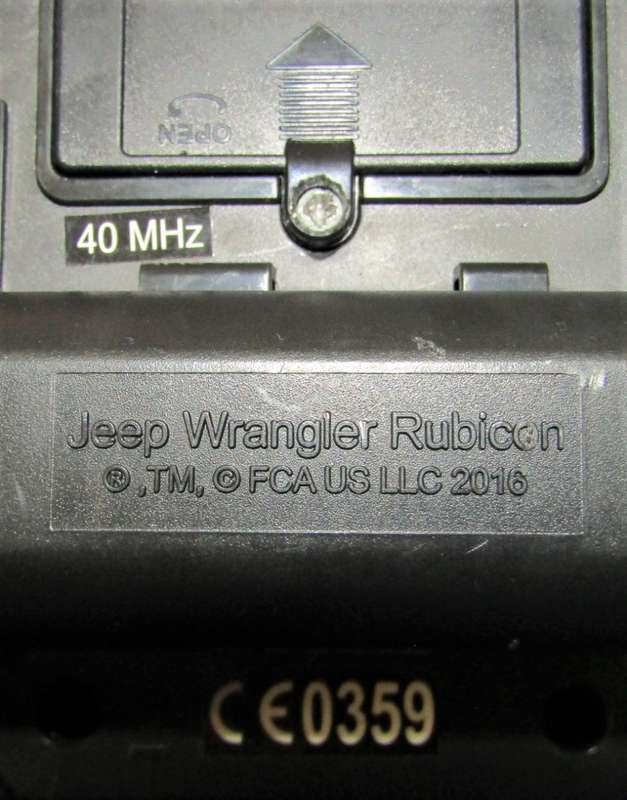 OPEN
40 MHz
Jeep Wrangler Rubicon
® ,TM, © FCA US LLC 2016
CE0359